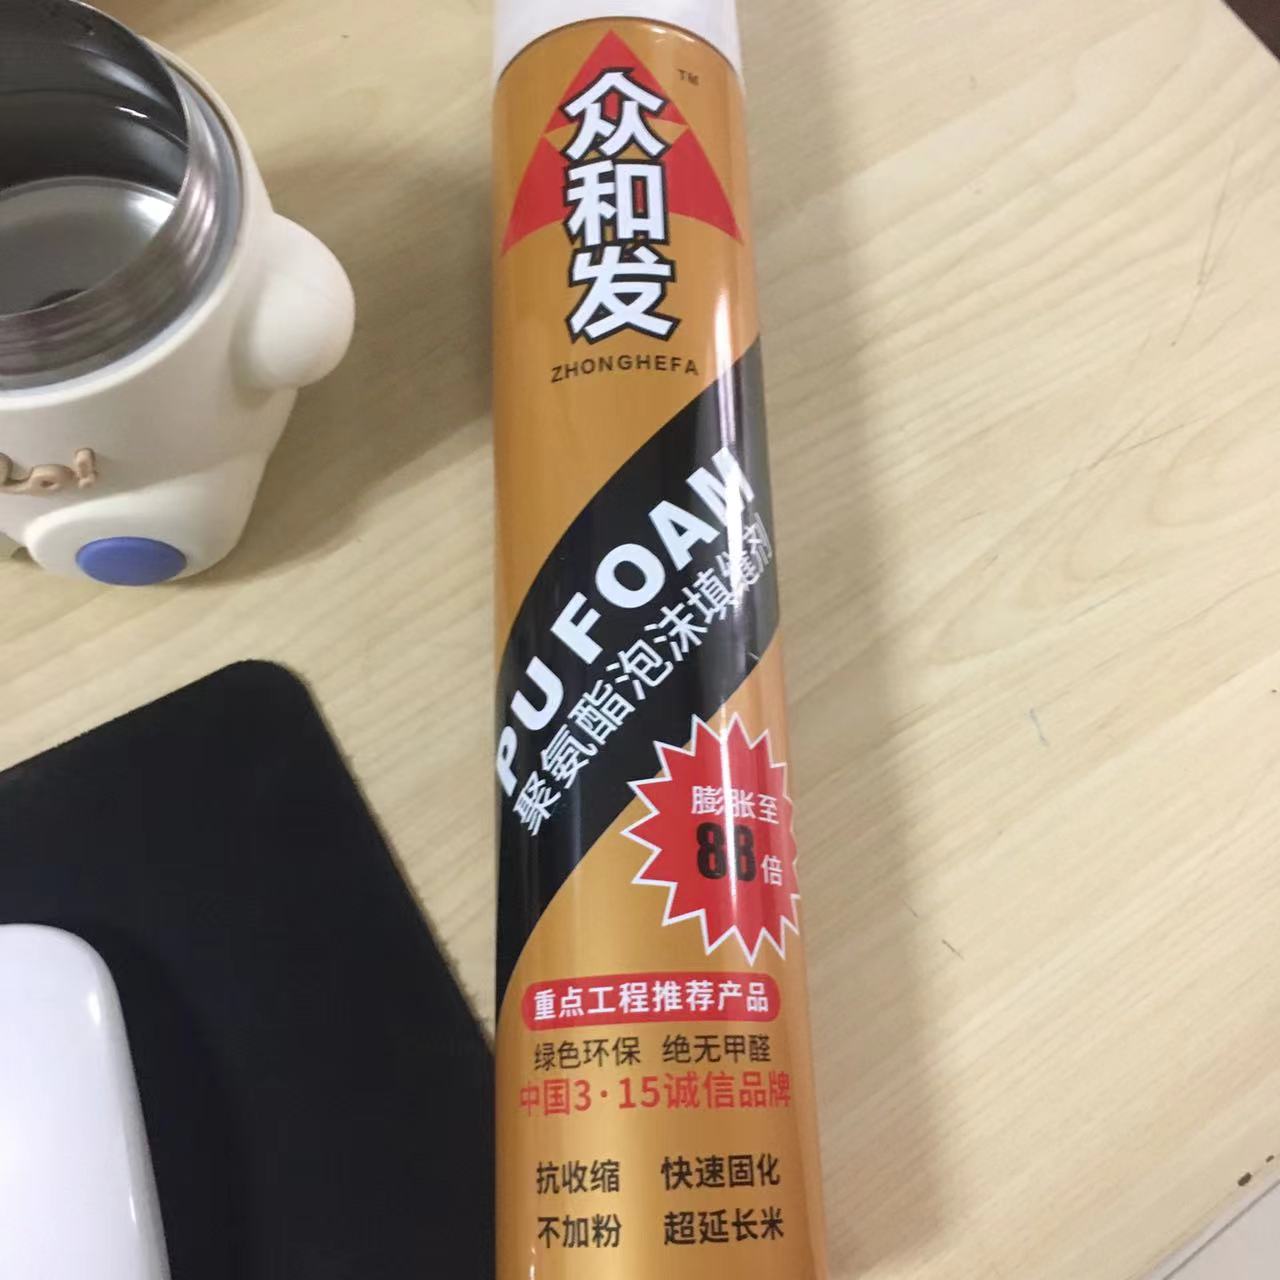 众和发
TM
ZHONGHEFA
PU FOAM
聚氨酯泡沫填缝剂
膨胀至
88倍
重点工程推荐产品
绿色环保 绝无甲醛
中国3·15诚信品牌
抗收缩 快速固化
不加粉 超延长米